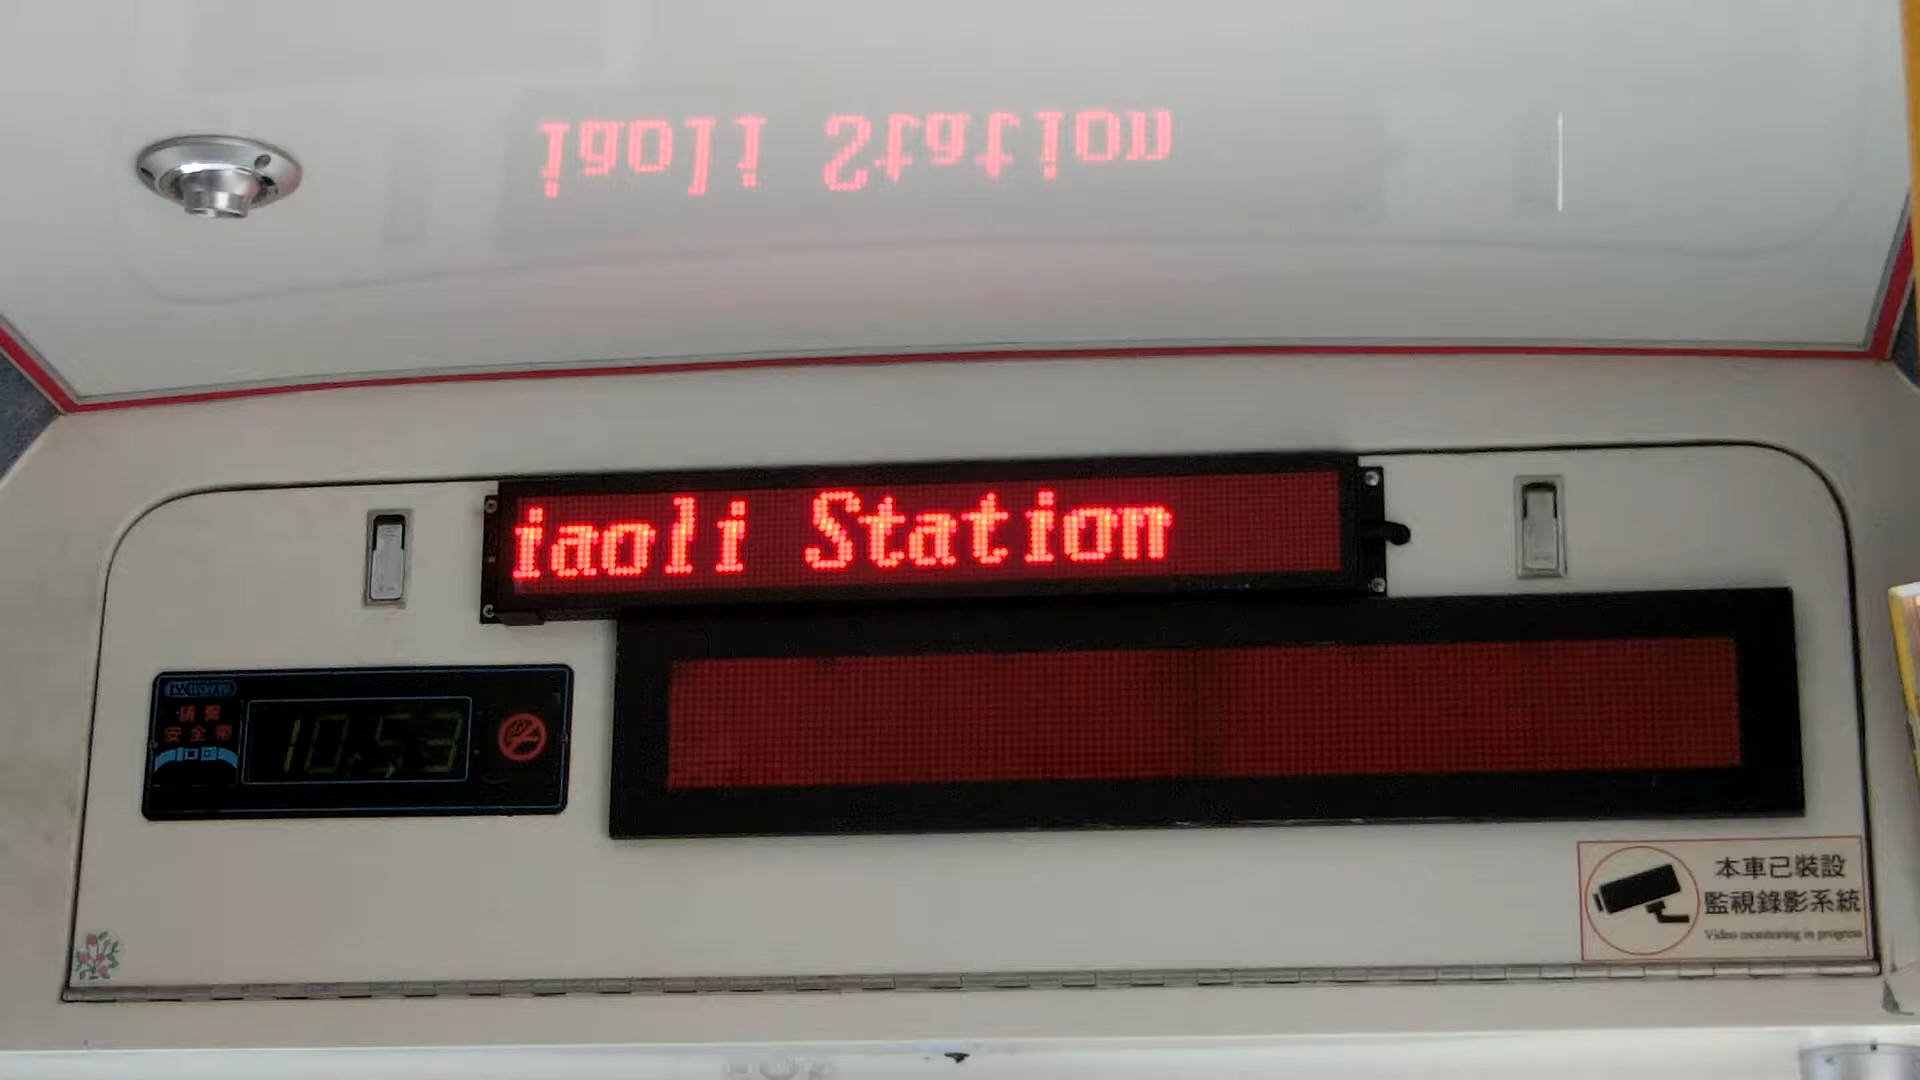 iaoli Station
請繫
安全帶
10:53
本車已裝設
監視錄影系統
Video monitoring in progress